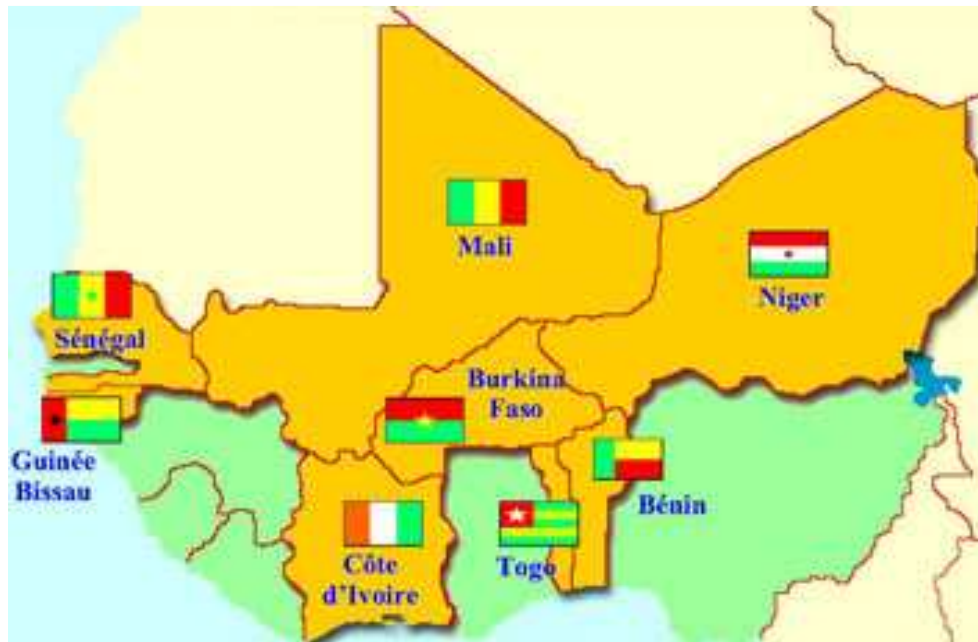 Mali
Niger
Sénégal
Burkina
Faso
Guinée
Bissau
Bénin
Côte
d'Ivoire
Togo